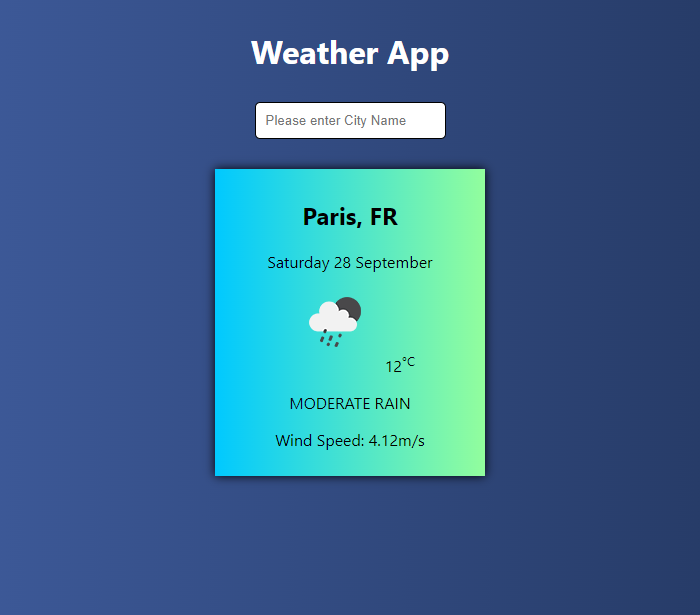 Weather App
Please enter City Name
Paris, FR
Saturday 28 September
12°C
MODERATE RAIN
Wind Speed: 4.12m/s